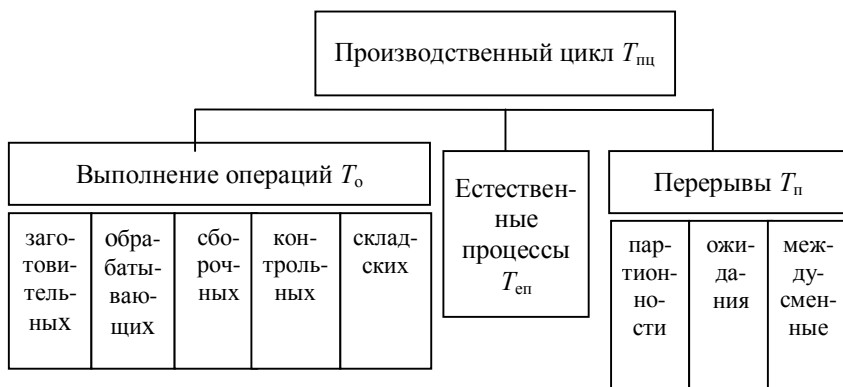 Производственный цикл Tпц
Выполнение операций Tо
заго-
товი-
тель-
ных
обра-
баты-
ваю-
щих
сбо-
роч-
ных
кон-
троль-
ных
склад-
ских
Естествен-
ные
процессы
Tеп
Перерывы Tп
пар-
тион-
но-
сти
ожи-
да-
ния
меж-
ду-
смен-
ные